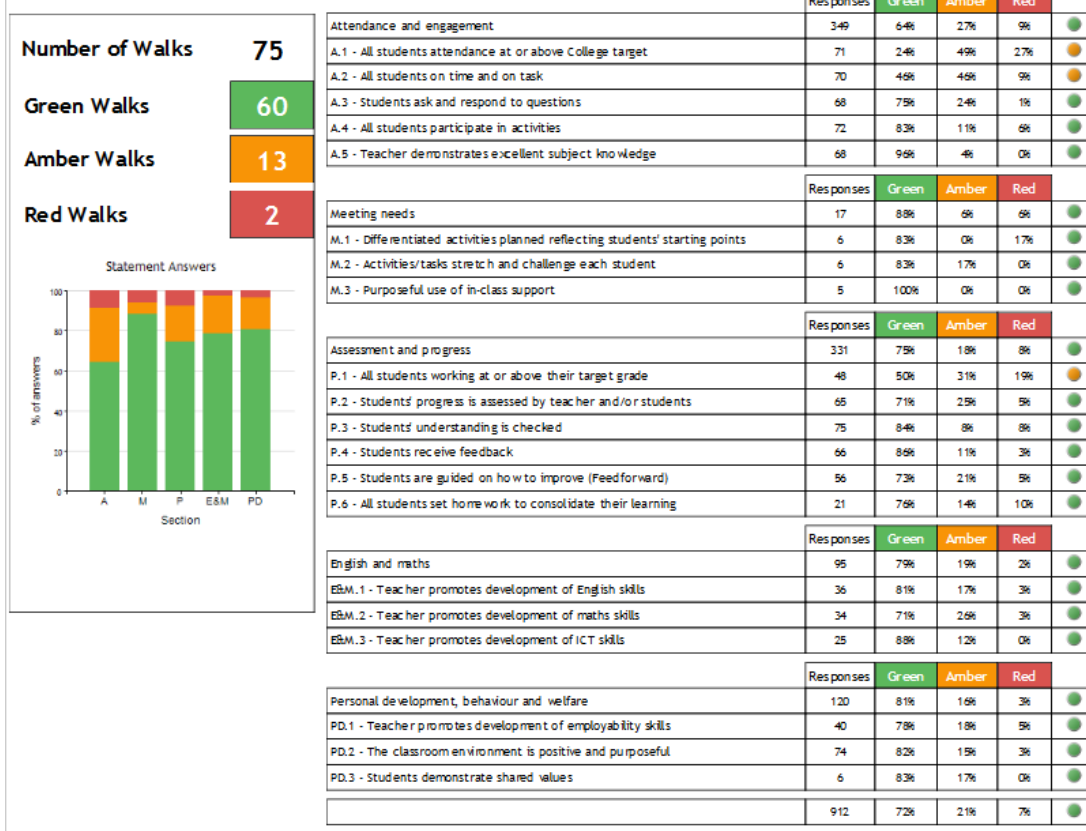 Number of Walks 75
Green Walks 60
Amber Walks 13
Red Walks 2
Statement Answers
100
80
60
40
20
0
% of answers
A M P E&M PD
Section
Responses Green Amber Red
Attendance and engagement 349 64% 27% 9%
A.1 - All students attendance at or above College target 71 24% 49% 27%
A.2 - All students on time and on task 70 46% 46% 9%
A.3 - Students ask and respond to questions 68 75% 24% 1%
A.4 - All students participate in activities 72 83% 11% 6%
A.5 - Teacher demonstrates excellent subject knowledge 68 96% 4% 0%
Responses Green Amber Red
Meeting needs 17 88% 6% 6%
M.1 - Differentiated activities planned reflecting students' starting points 6 83% 0% 17%
M.2 - Activities/tasks stretch and challenge each student 6 83% 17% 0%
M.3 - Purposeful use of in-class support 5 100% 0% 0%
Responses Green Amber Red
Assessment and progress 331 75% 18% 8%
P.1 - All students working at or above their target grade 48 50% 31% 19%
P.2 - Students' progress is assessed by teacher and/or students 65 71% 25% 5%
P.3 - Students' understanding is checked 75 84% 8% 8%
P.4 - Students receive feedback 66 86% 11% 3%
P.5 - Students are guided on how to improve (Feedforward) 56 73% 21% 5%
P.6 - All students set homework to consolidate their learning 21 76% 14% 10%
Responses Green Amber Red
English and maths 95 79% 19% 2%
E&M.1 - Teacher promotes development of English skills 36 81% 17% 3%
E&M.2 - Teacher promotes development of maths skills 34 71% 26% 3%
E&M.3 - Teacher promotes development of ICT skills 25 88% 12% 0%
Responses Green Amber Red
Personal development, behaviour and welfare 120 81% 16% 3%
PD.1 - Teacher promotes development of employability skills 40 78% 18% 5%
PD.2 - The classroom environment is positive and purposeful 74 82% 15% 3%
PD.3 - Students demonstrate shared values 6 83% 17% 0%
912 72% 21% 7%